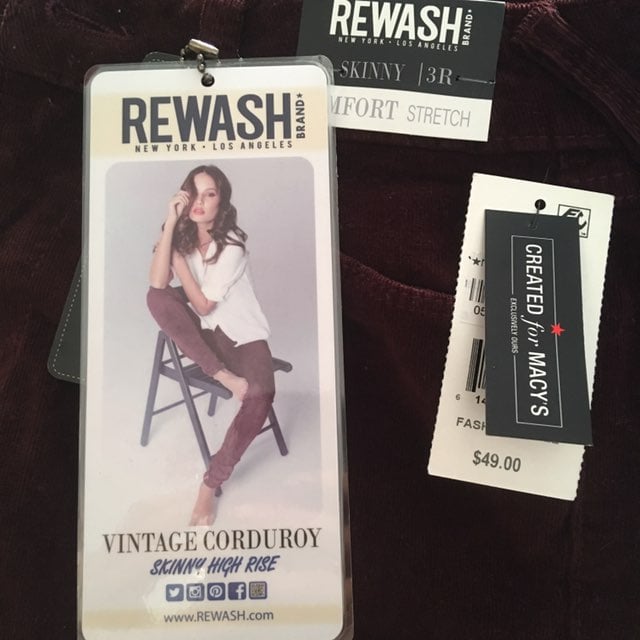 REWASH BRAND★
NEW YORK · LOS ANGELES
SKINNY | 3R
STRETCH
REWASH BRAND★
NEW YORK · LOS ANGELES
VINTAGE CORDUROY
SKINNY HIGH RISE
www.REWASH.com
CREATED for MACY'S
EXCLUSIVELY OURS
$49.00